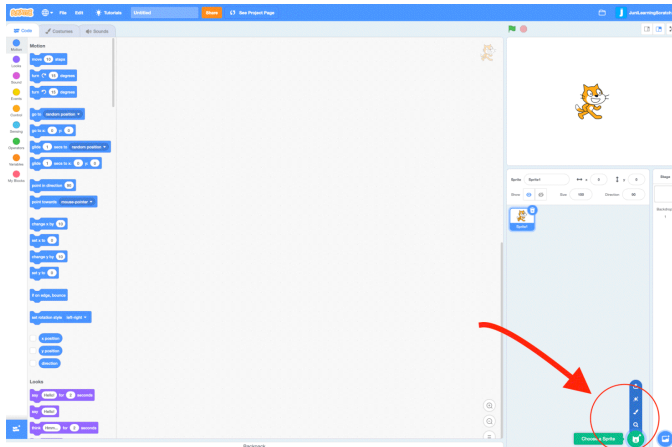 SCRATCH File Edit Tutorials Untitled Share See Project Page JuniLearningScratch
Code Costumes Sounds
Motion
Looks
Sound
Events
Control
Sensing
Operators
Variables
My Blocks
Motion
move 10 steps
turn 15 degrees
turn 15 degrees
go to random position
go to x: 0 y: 0
glide 1 secs to random position
glide 1 secs to x: 0 y: 0
point in direction 90
point towards mouse-pointer
change x by 10
set x to 0
change y by 10
set y to 0
if on edge, bounce
set rotation style left-right
x position
y position
direction
Looks
say Hello! for 2 seconds
say Hello!
think Hmm... for 2 seconds
Sprite Sprite1 x 0 y 0
Show Size 100 Direction 90
Sprite1
Stage
Backdrops
1
Choose a Sprite
Backpack